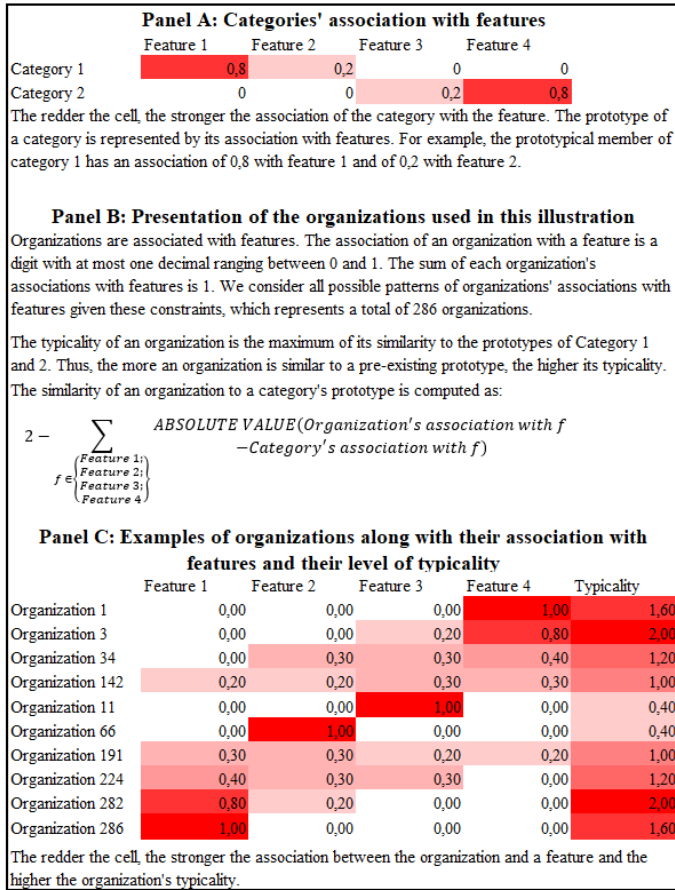 Panel A: Categories' association with features
Feature 1 Feature 2 Feature 3 Feature 4
Category 1 0,8 0,2 0 0
Category 2 0 0 0,2 0,8
The redder the cell, the stronger the association of the category with the feature. The prototype of
a category is represented by its association with features. For example, the prototypical member of
category 1 has an association of 0,8 with feature 1 and of 0,2 with feature 2.
Panel B: Presentation of the organizations used in this illustration
Organizations are associated with features. The association of an organization with a feature is a
digit with at most one decimal ranging between 0 and 1. The sum of each organization's
associations with features is 1. We consider all possible patterns of organizations' associations with
features given these constraints, which represents a total of 286 organizations.
The typicality of an organization is the maximum of its similarity to the prototypes of Category 1
and 2. Thus, the more an organization is similar to a pre-existing prototype, the higher its typicality.
The similarity of an organization to a category's prototype is computed as:
2 − ∑ ABSOLUTE VALUE(Organization's association with f
−Category's association with f)
f ∈ {Feature 1;
Feature 2;
Feature 3;
Feature 4}
Panel C: Examples of organizations along with their association with
features and their level of typicality
Feature 1 Feature 2 Feature 3 Feature 4 Typicality
Organization 1 0,00 0,00 0,00 1,00 1,60
Organization 3 0,00 0,00 0,20 0,80 2,00
Organization 34 0,00 0,30 0,30 0,40 1,20
Organization 142 0,20 0,20 0,30 0,30 1,00
Organization 11 0,00 0,00 1,00 0,00 0,40
Organization 66 0,00 1,00 0,00 0,00 0,40
Organization 191 0,30 0,30 0,20 0,20 1,00
Organization 224 0,40 0,30 0,30 0,00 1,20
Organization 282 0,80 0,20 0,00 0,00 2,00
Organization 286 1,00 0,00 0,00 0,00 1,60
The redder the cell, the stronger the association between the organization and a feature and the
higher the organization's typicality.